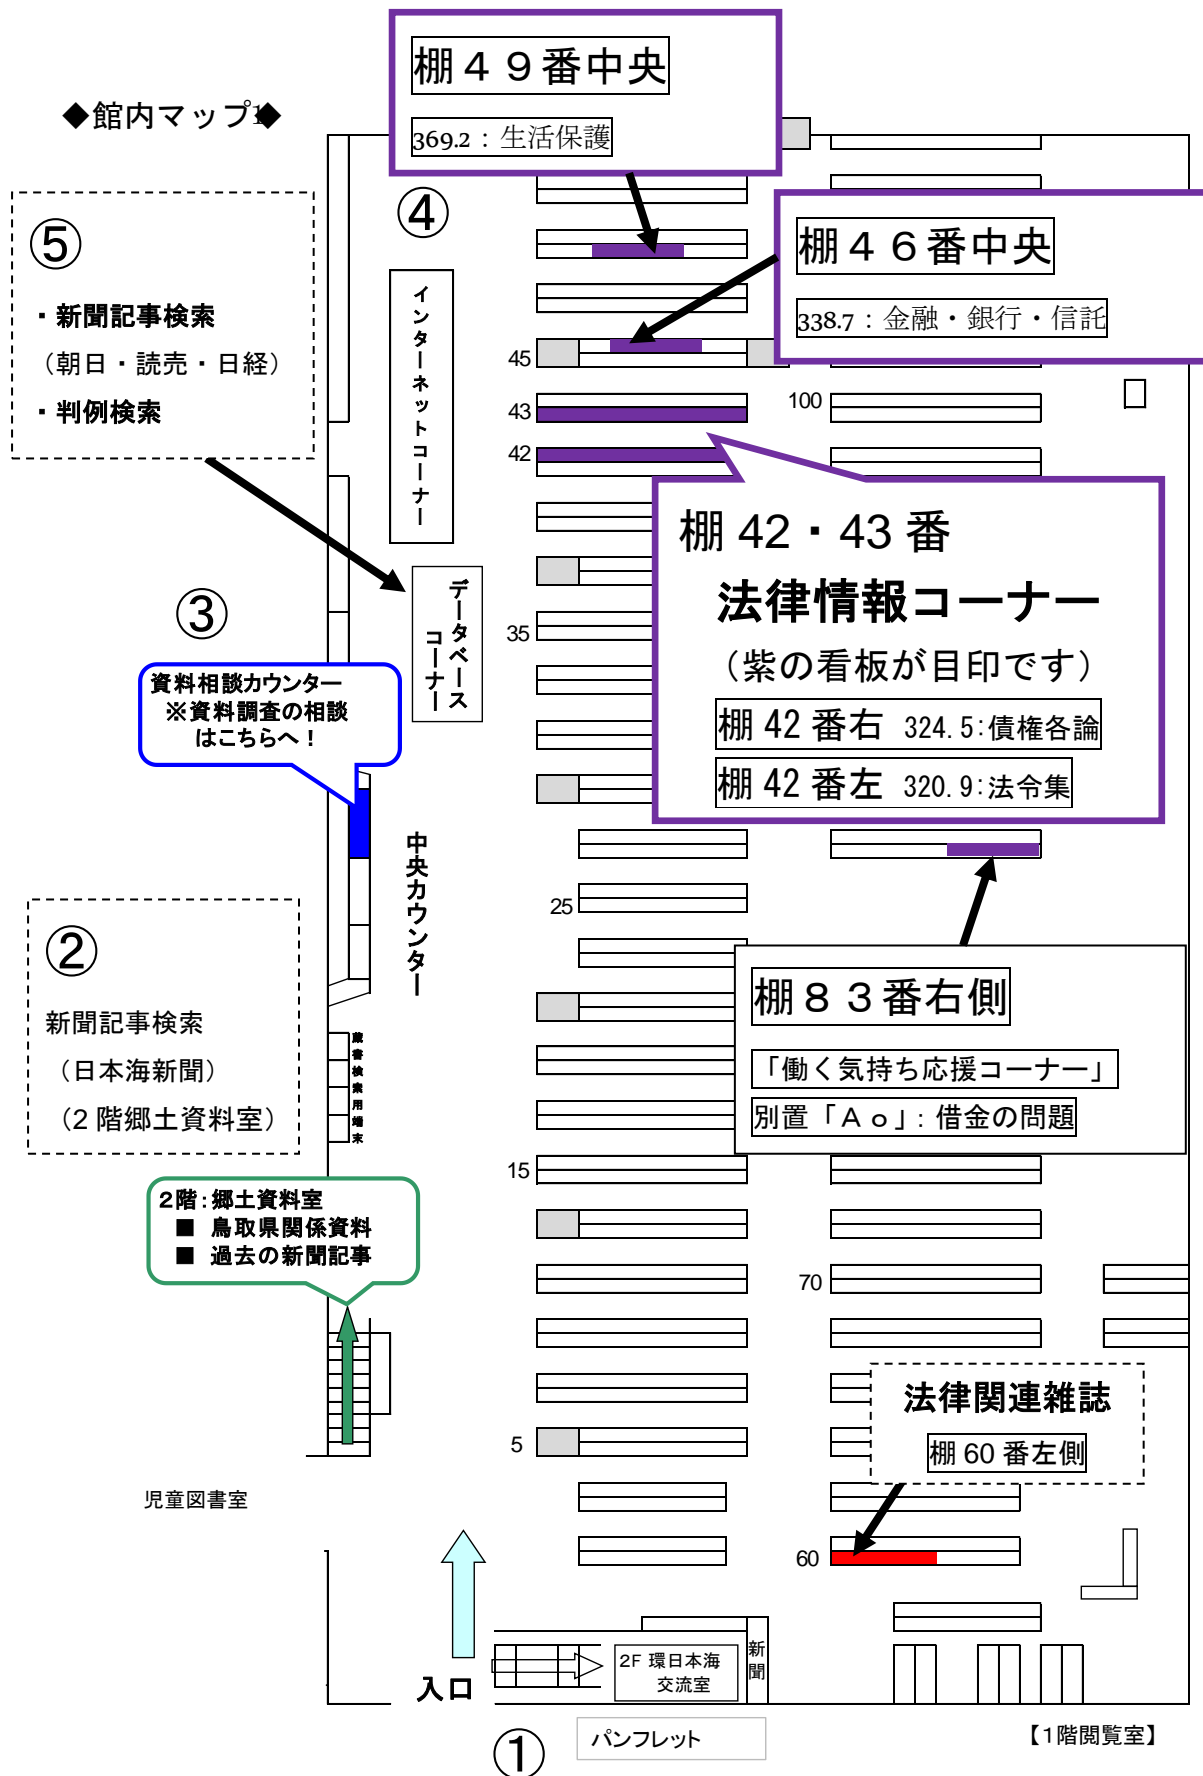 ◆館内マップ1◆
棚４９番中央
369.2：生活保護
④
⑤
・新聞記事検索
（朝日・読売・日経）
・判例検索
棚４６番中央
338.7：金融・銀行・信託
インターネットコーナー
45
43
42
100
棚 42・43 番
法律情報コーナー
（紫の看板が目印です）
棚 42 番右 324.5:債権各論
棚 42 番左 320.9:法令集
データベース
コーナー
35
③
資料相談カウンター
※資料調査の相談
はこちらへ！
中央カウンター
25
②
新聞記事検索
（日本海新聞）
（2 階郷土資料室）
蔵書検索用端末
棚８３番右側
「働く気持ち応援コーナー」
別置「Ａｏ」：借金の問題
15
2階：郷土資料室
■ 鳥取県関係資料
■ 過去の新聞記事
70
法律関連雑誌
棚 60 番左側
5
児童図書室
60
入口
2F 環日本海
交流室
新聞
①
パンフレット
【1階閲覧室】